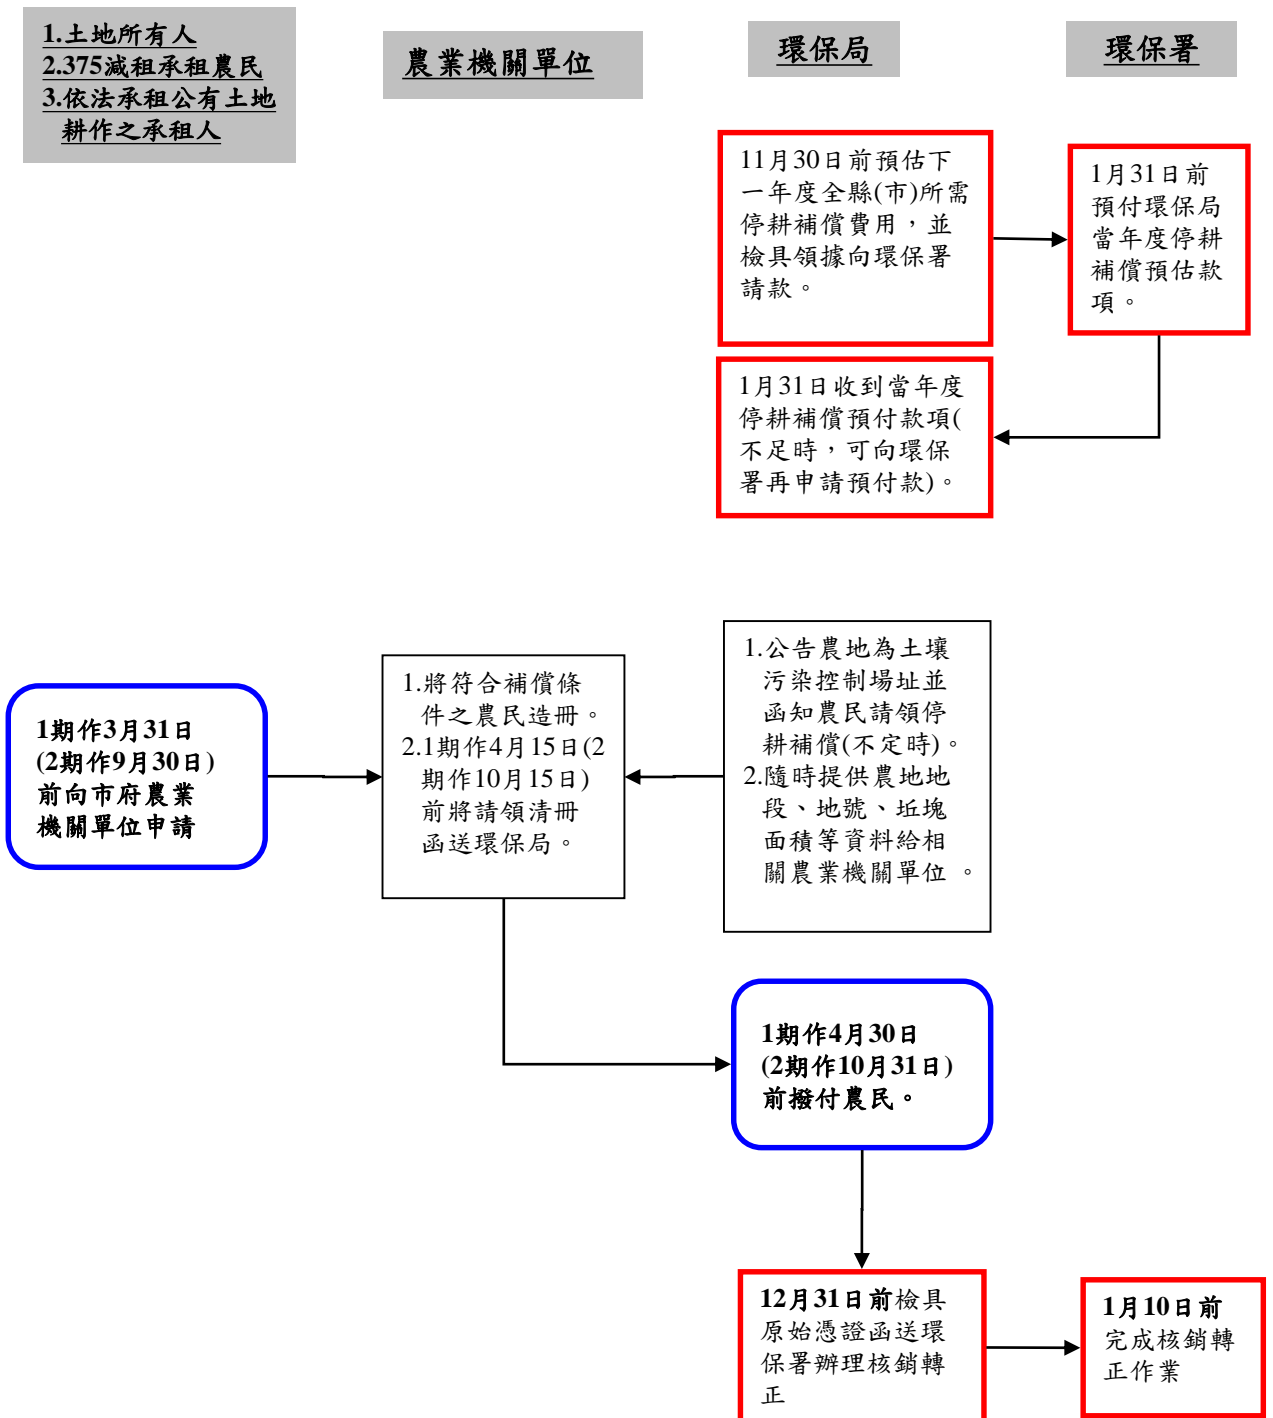 1.土地所有人
2.375減租承租農民
3.依法承租公有土地
耕作之承租人
農業機關單位
環保局
環保署
11月30日前預估下
一年度全縣(市)所需
停耕補償費用，並
檢具領據向環保署
請款。
1月31日前
預付環保局
當年度停耕
補償預估款
項。
1月31日收到當年度
停耕補償預付款項(
不足時，可向環保
署再申請預付款)。
1期作3月31日
(2期作9月30日)
前向市府農業
機關單位申請
1.將符合補償條
件之農民造冊。
2.1期作4月15日(2
期作10月15日)
前將請領清冊
函送環保局。
1.公告農地為土壤
污染控制場址並
函知農民請領停
耕補償(不定時)。
2.隨時提供農地地
段、地號、坵塊
面積等資料給相
關農業機關單位 。
1期作4月30日
(2期作10月31日)
前撥付農民。
12月31日前檢具
原始憑證函送環
保署辦理核銷轉
正
1月10日前
完成核銷轉
正作業